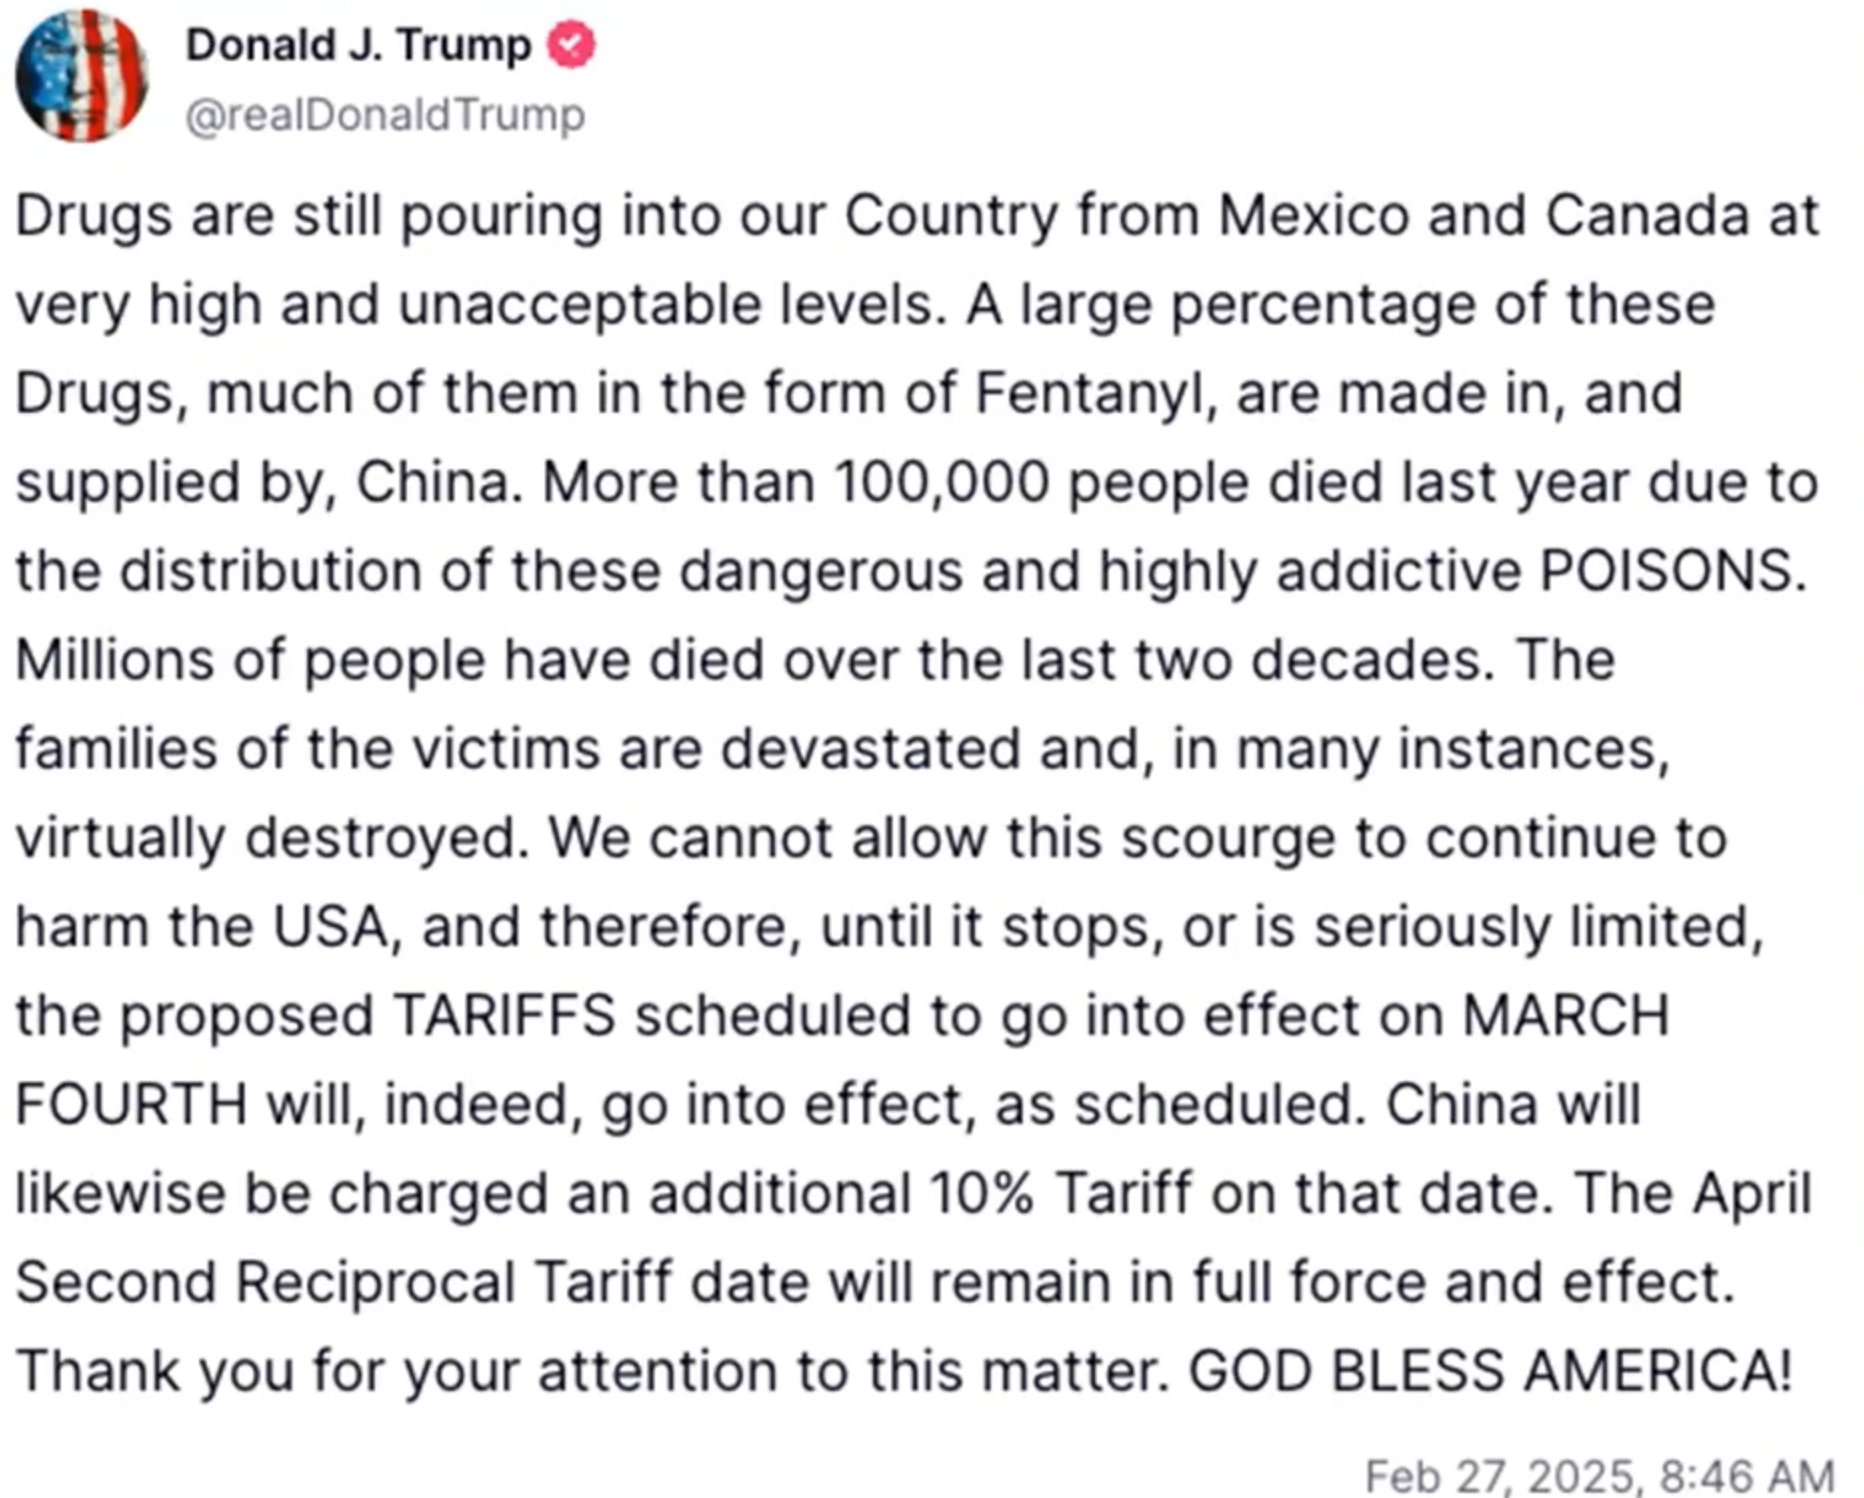 Donald J. Trump
@realDonaldTrump
Drugs are still pouring into our Country from Mexico and Canada at
very high and unacceptable levels. A large percentage of these
Drugs, much of them in the form of Fentanyl, are made in, and
supplied by, China. More than 100,000 people died last year due to
the distribution of these dangerous and highly addictive POISONS.
Millions of people have died over the last two decades. The
families of the victims are devastated and, in many instances,
virtually destroyed. We cannot allow this scourge to continue to
harm the USA, and therefore, until it stops, or is seriously limited,
the proposed TARIFFS scheduled to go into effect on MARCH
FOURTH will, indeed, go into effect, as scheduled. China will
likewise be charged an additional 10% Tariff on that date. The April
Second Reciprocal Tariff date will remain in full force and effect.
Thank you for your attention to this matter. GOD BLESS AMERICA!
Feb 27, 2025, 8:46 AM